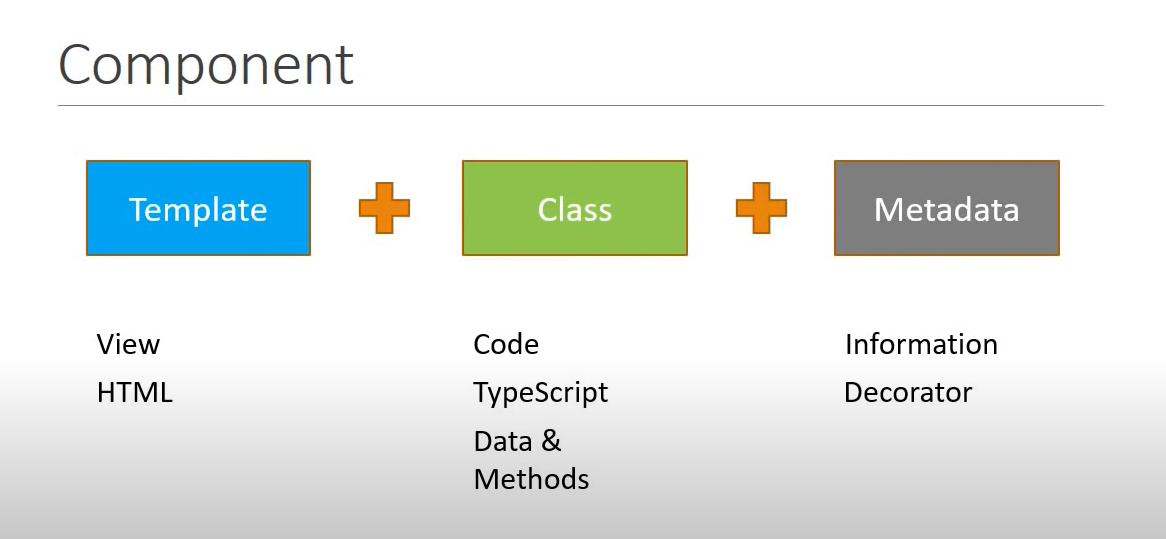 Component
Template
Class
Metadata
View
HTML
Code
TypeScript
Data &
Methods
Information
Decorator